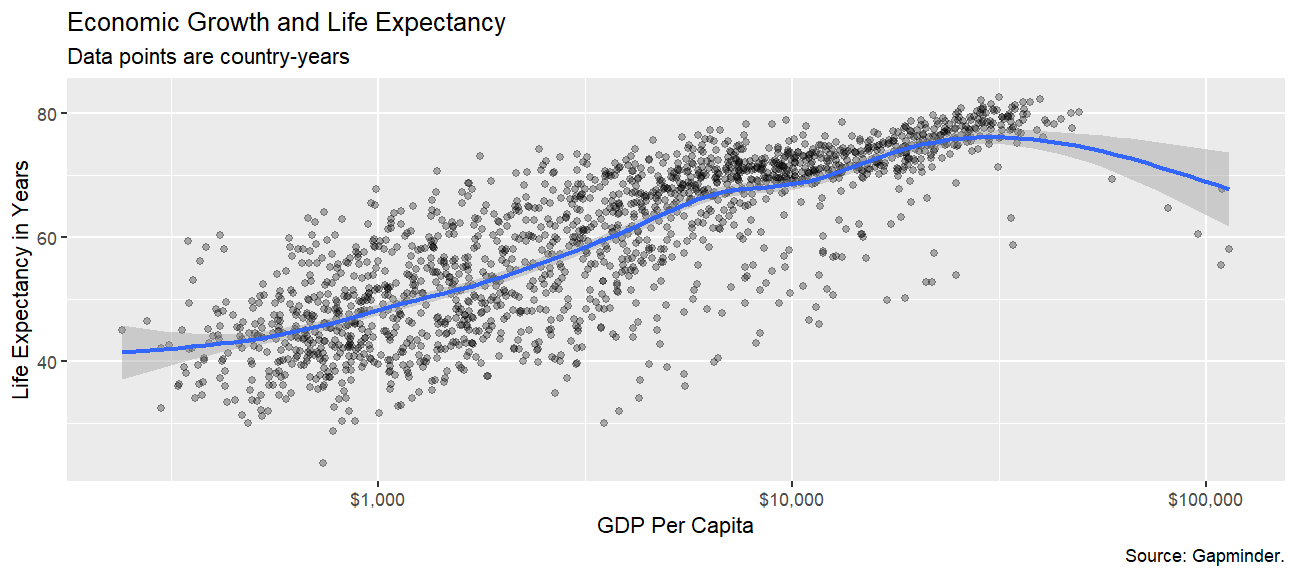 Economic Growth and Life Expectancy
Data points are country-years
Life Expectancy in Years
80
60
40
$1,000
$10,000
$100,000
GDP Per Capita
Source: Gapminder.